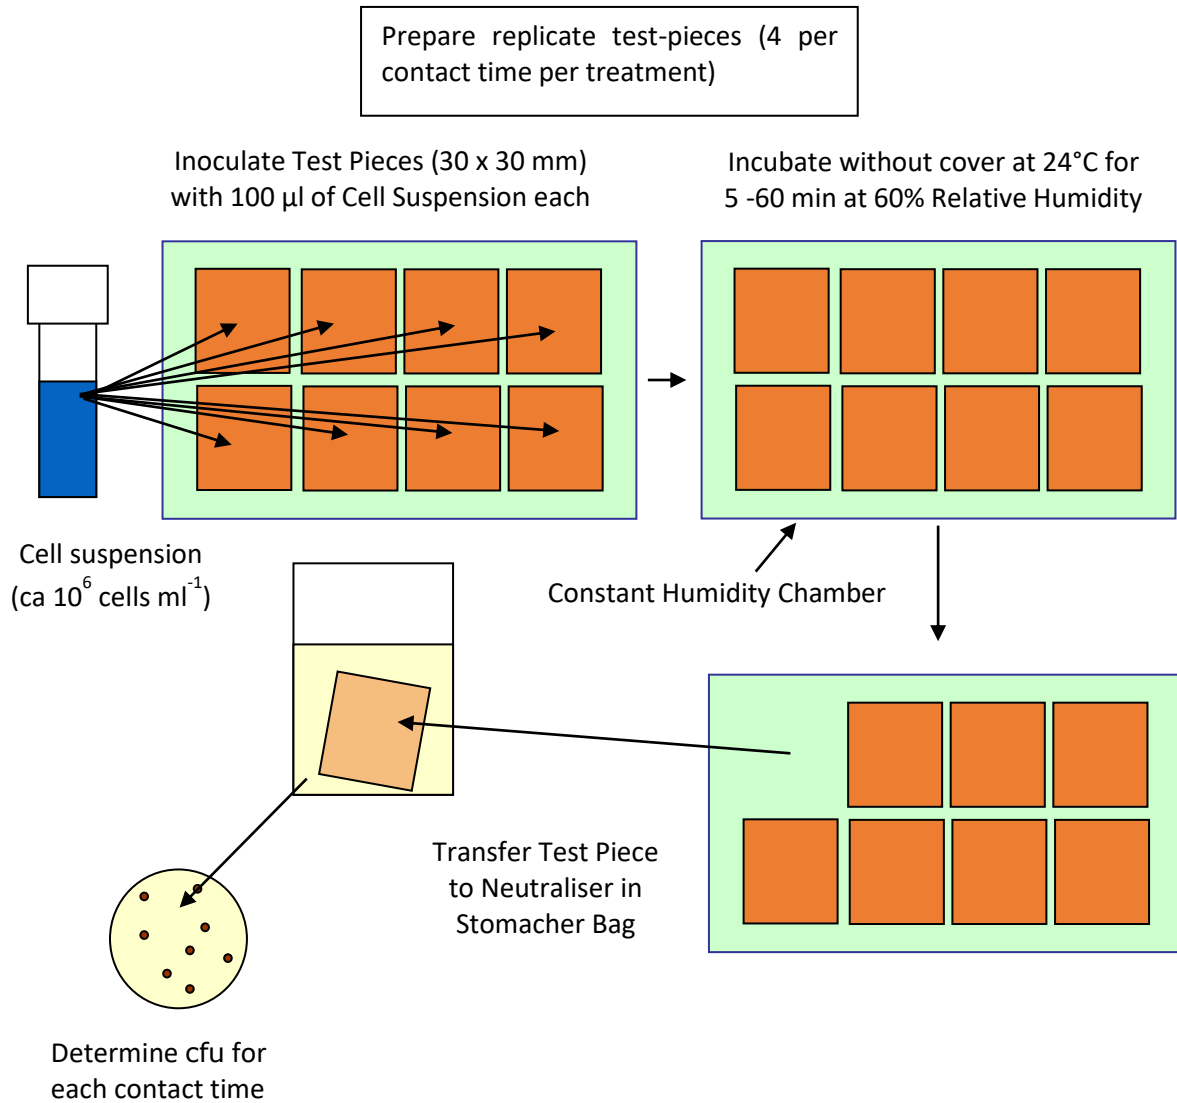 Prepare replicate test-pieces (4 per
contact time per treatment)
Inoculate Test Pieces (30 x 30 mm)
with 100 µl of Cell Suspension each
Incubate without cover at 24°C for
5 -60 min at 60% Relative Humidity
Cell suspension
(ca 10⁶ cells ml⁻¹)
Constant Humidity Chamber
Transfer Test Piece
to Neutraliser in
Stomacher Bag
Determine cfu for
each contact time